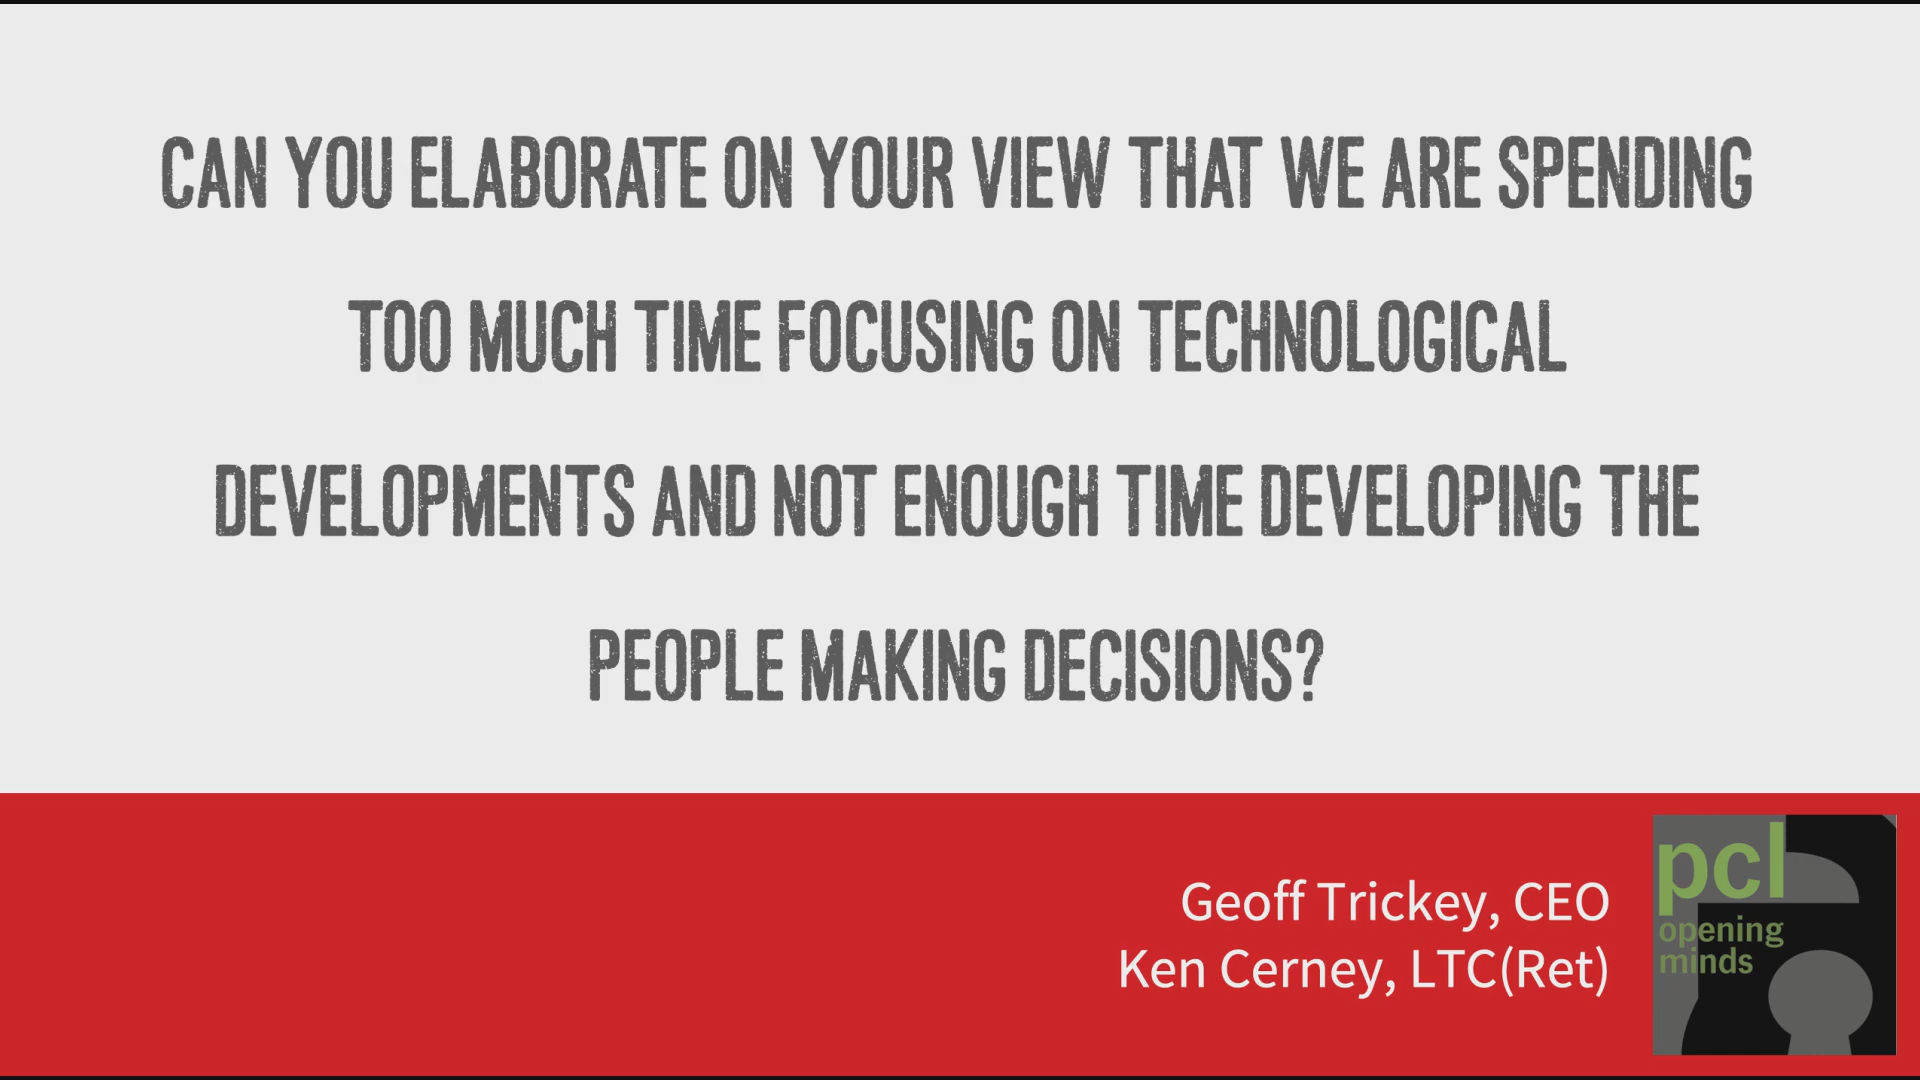 CAN YOU ELABORATE ON YOUR VIEW THAT WE ARE SPENDING
TOO MUCH TIME FOCUSING ON TECHNOLOGICAL
DEVELOPMENTS AND NOT ENOUGH TIME DEVELOPING THE
PEOPLE MAKING DECISIONS?
Geoff Trickey, CEO
Ken Cerney, LTC(Ret)
pcl
opening
minds